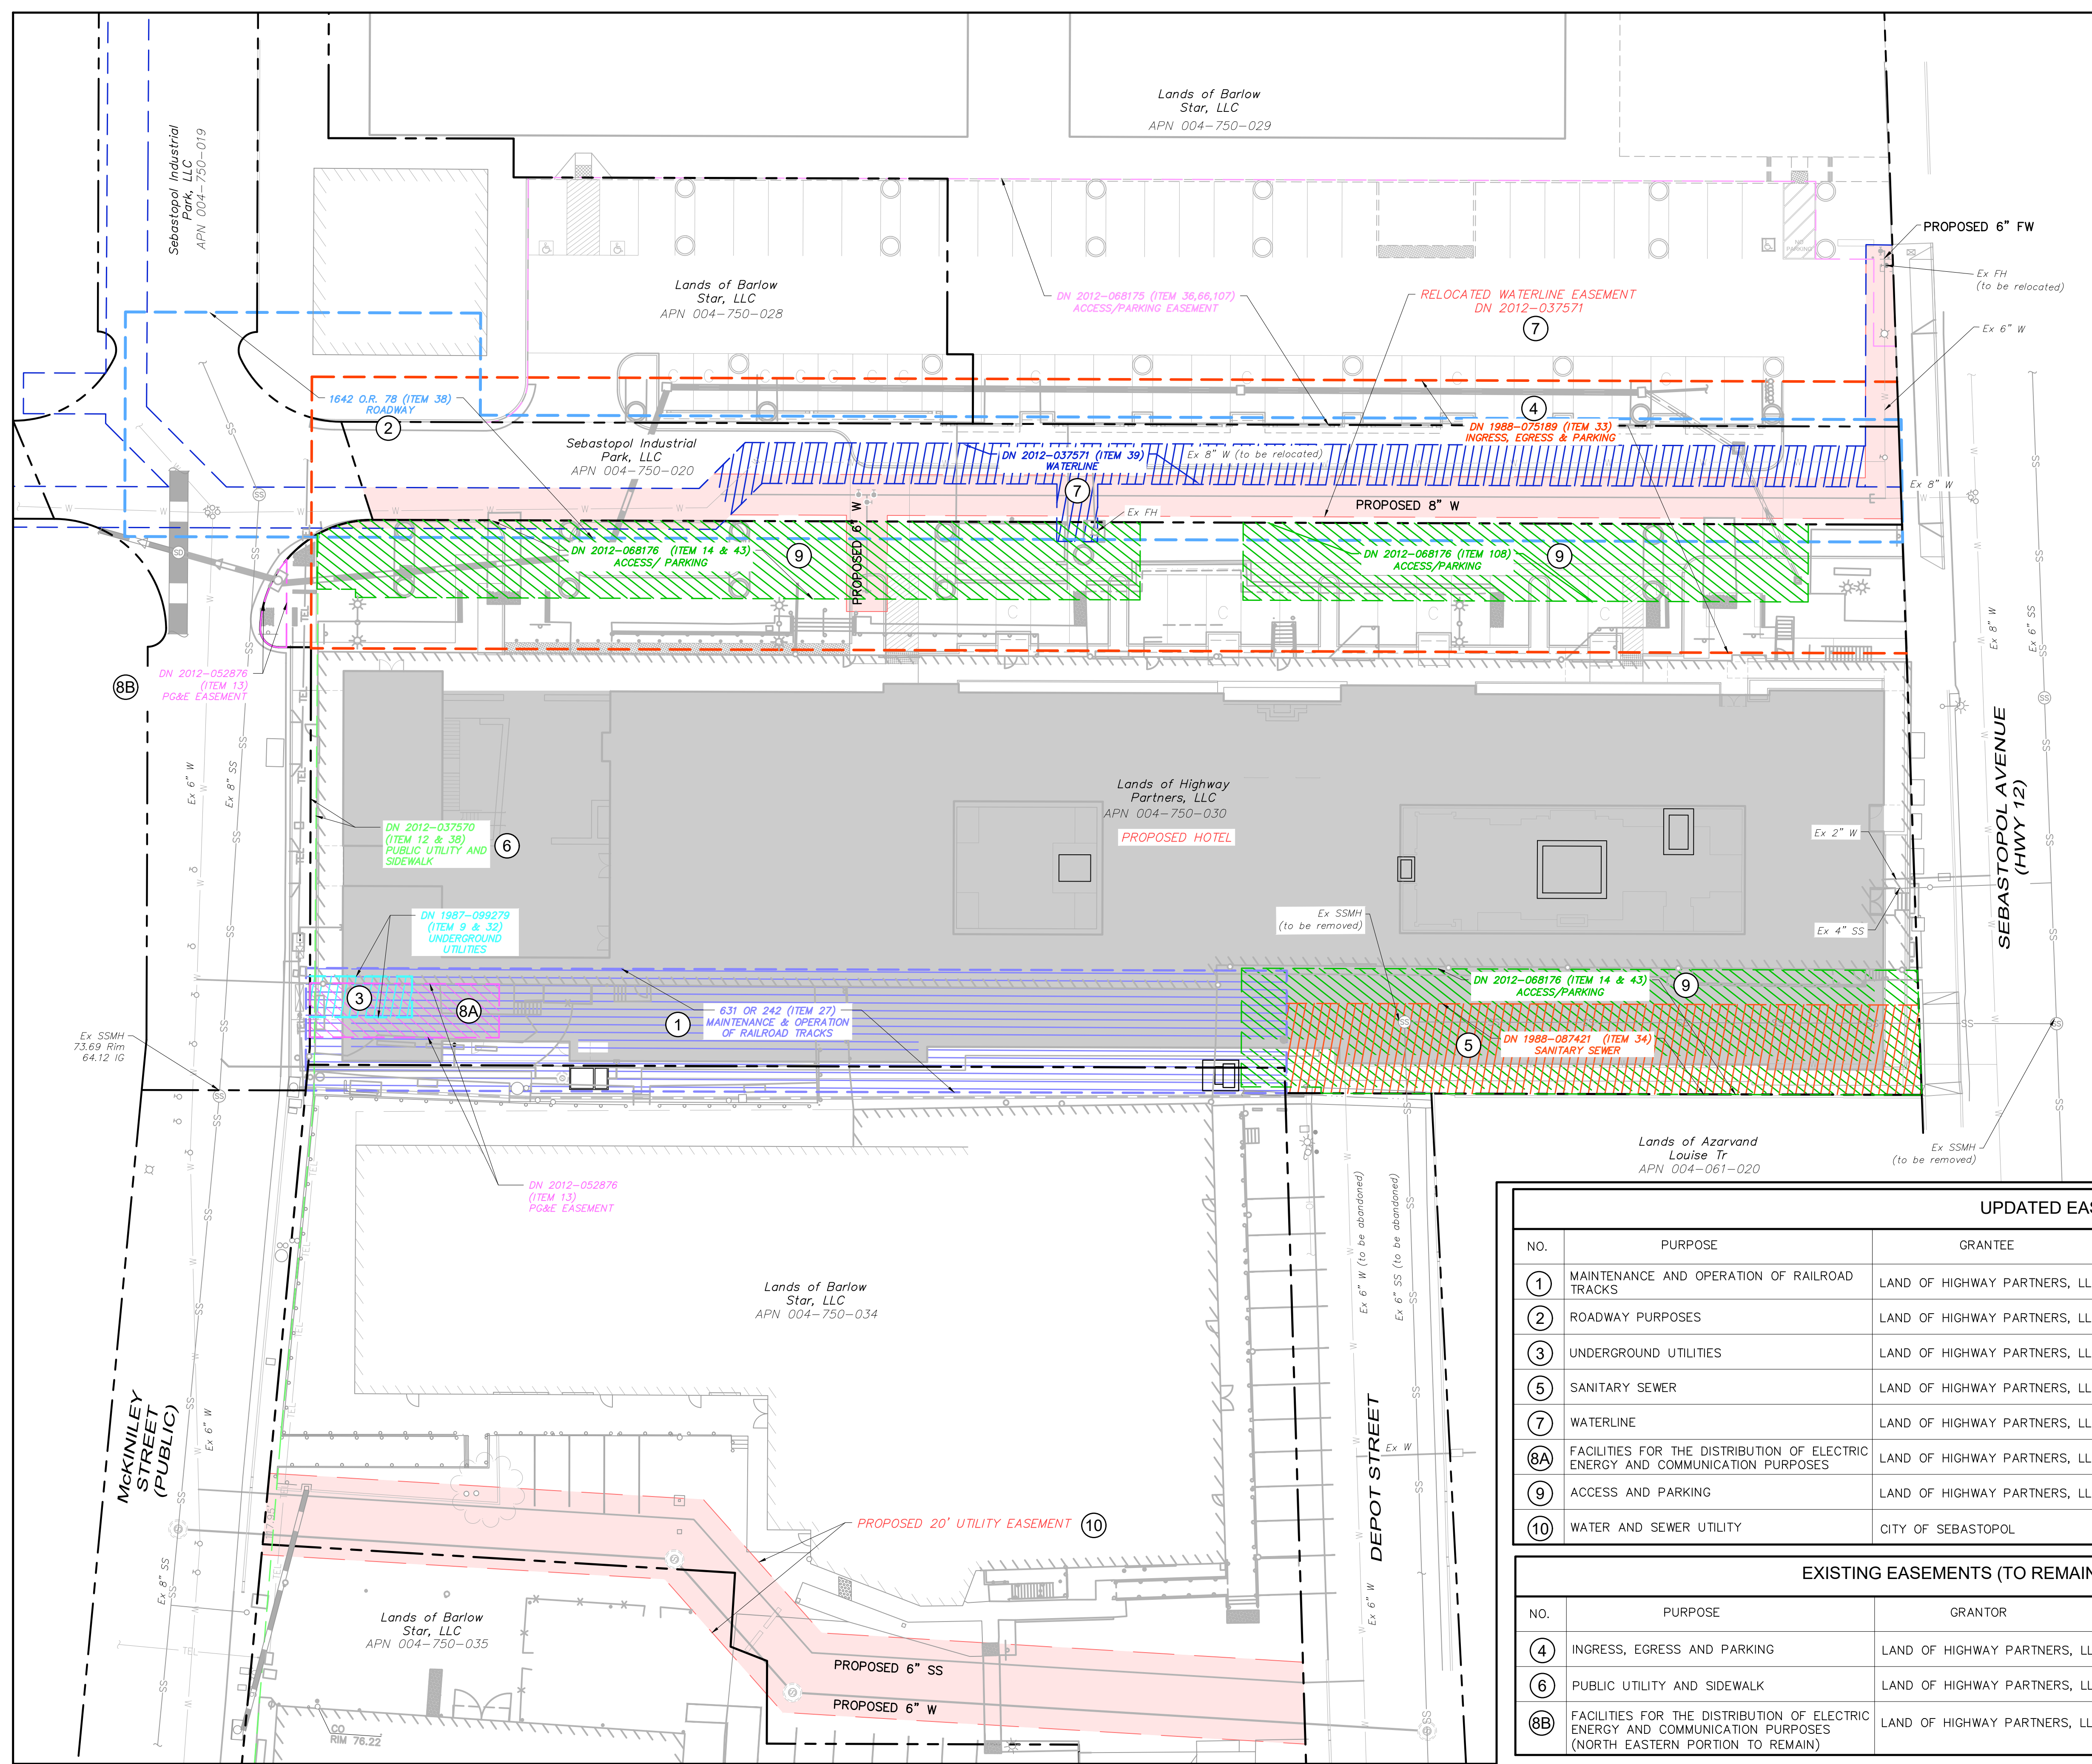 Lands of Barlow
Star, LLC
APN 004-750-029
Sebastopol Industrial
Park, LLC
APN 004-750-019
PROPOSED 6" FW
Ex FH
(to be relocated)
NO
PARKING
Lands of Barlow
Star, LLC
APN 004-750-028
DN 2012-068175 (ITEM 36,66,107)
ACCESS/PARKING EASEMENT
RELOCATED WATERLINE EASEMENT
DN 2012-037571
7
Ex 6" W
1642 O.R. 78 (ITEM 38)
ROADWAY
2
4
DN 1988-075189 (ITEM 33)
INGRESS, EGRESS & PARKING
Sebastopol Industrial
Park, LLC
APN 004-750-020
DN 2012-037571 (ITEM 39)
WATERLINE
Ex 8" W (to be relocated)
7
Ex 8" W
PROPOSED 8" W
PROPOSED 6" W
Ex FH
SS
SD
DN 2012-068176 (ITEM 14 & 43)
ACCESS/ PARKING
9
DN 2012-068176 (ITEM 108)
ACCESS/PARKING
9
Ex 8" W
Ex 6" SS
DN 2012-052876
(ITEM 13)
PG&E EASEMENT
8B
TEL
Ex 6" W
Ex 8" SS
Lands of Highway
Partners, LLC
APN 004-750-030
PROPOSED HOTEL
SEBASTOPOL AVENUE
(HWY 12)
DN 2012-037570
(ITEM 12 & 38)
PUBLIC UTILITY AND
SIDEWALK
6
Ex 2" W
Ex 4" SS
DN 1987-099279
(ITEM 9 & 32)
UNDERGROUND
UTILITIES
Ex SSMH
(to be removed)
3
8A
1
631 OR 242 (ITEM 27)
MAINTENANCE & OPERATION
OF RAILROAD TRACKS
DN 2012-068176 (ITEM 14 & 43)
ACCESS/PARKING
9
5
DN 1988-087421 (ITEM 34)
SANITARY SEWER
Ex SSMH
73.69 Rim
64.12 IG
DN 2012-052876
(ITEM 13)
PG&E EASEMENT
Lands of Azarvand
Louise Tr
APN 004-061-020
Ex SSMH
(to be removed)
Ex 6" W (to be abandoned)
Ex 6" SS (to be abandoned)
Lands of Barlow
Star, LLC
APN 004-750-034
McKINILEY
STREET
(PUBLIC)
Ex 6" W
Ex 8" SS
DEPOT STREET
Ex W
Ex 6" W
PROPOSED 20' UTILITY EASEMENT
10
Lands of Barlow
Star, LLC
APN 004-750-035
PROPOSED 6" SS
PROPOSED 6" W
CO
RIM 76.22
UPDATED EAS
NO. PURPOSE GRANTEE
1 MAINTENANCE AND OPERATION OF RAILROAD
TRACKS LAND OF HIGHWAY PARTNERS, LL
2 ROADWAY PURPOSES LAND OF HIGHWAY PARTNERS, LL
3 UNDERGROUND UTILITIES LAND OF HIGHWAY PARTNERS, LL
5 SANITARY SEWER LAND OF HIGHWAY PARTNERS, LL
7 WATERLINE LAND OF HIGHWAY PARTNERS, LL
8A FACILITIES FOR THE DISTRIBUTION OF ELECTRIC
ENERGY AND COMMUNICATION PURPOSES LAND OF HIGHWAY PARTNERS, LL
9 ACCESS AND PARKING LAND OF HIGHWAY PARTNERS, LL
10 WATER AND SEWER UTILITY CITY OF SEBASTOPOL
EXISTING EASEMENTS (TO REMAIN
NO. PURPOSE GRANTOR
4 INGRESS, EGRESS AND PARKING LAND OF HIGHWAY PARTNERS, LL
6 PUBLIC UTILITY AND SIDEWALK LAND OF HIGHWAY PARTNERS, LL
8B FACILITIES FOR THE DISTRIBUTION OF ELECTRIC
ENERGY AND COMMUNICATION PURPOSES
(NORTH EASTERN PORTION TO REMAIN) LAND OF HIGHWAY PARTNERS, LL